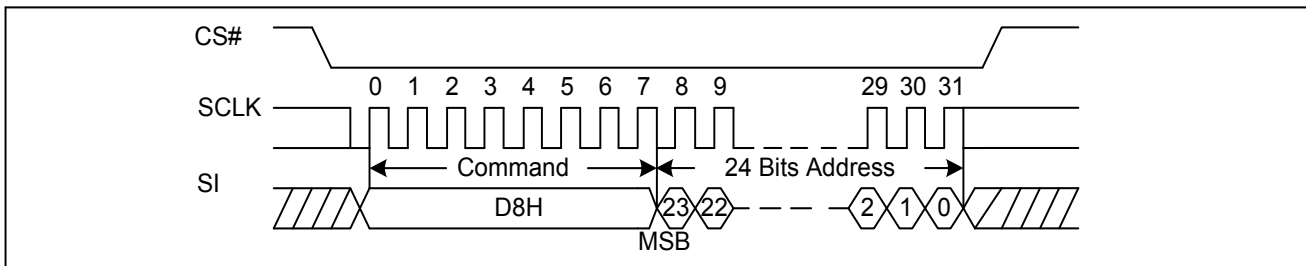 CS#
0 1 2 3 4 5 6 7 8 9 29 30 31
SCLK
Command 24 Bits Address
SI
D8H 23 22 2 1 0
MSB